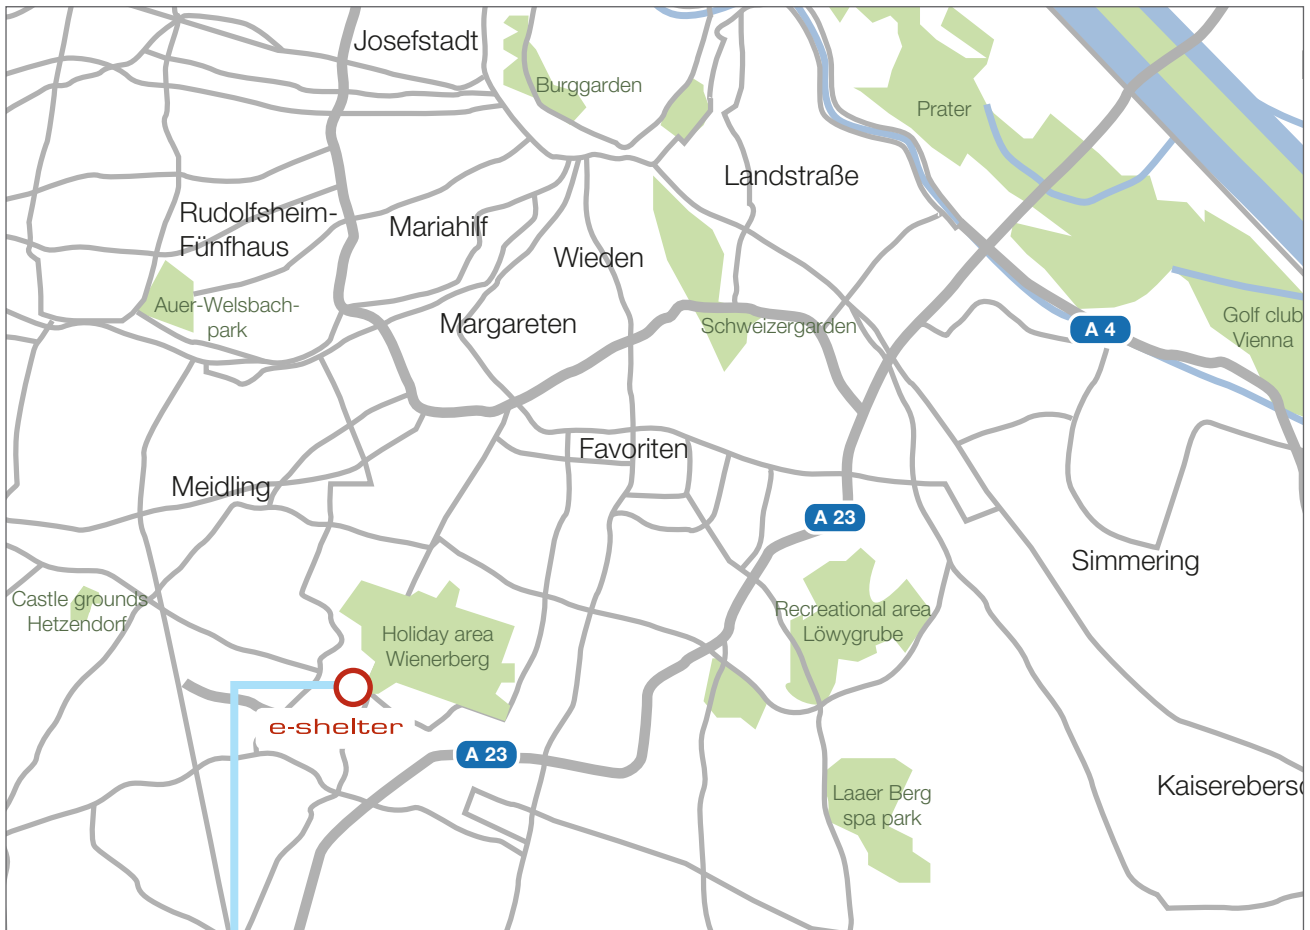 Josefstadt
Burggarden
Prater
Landstraße
Rudolfsheim-
Fünfhaus
Mariahilf
Wieden
Auer-Welsbach-
park
Margareten
Schweizergarden
A 4
Golf club
Vienna
Favoriten
Meidling
A 23
Simmering
Castle grounds
Hetzendorf
Holiday area
Wienerberg
Recreational area
Löwygrube
e-shelter
A 23
Laaer Berg
spa park
Kaiserebers